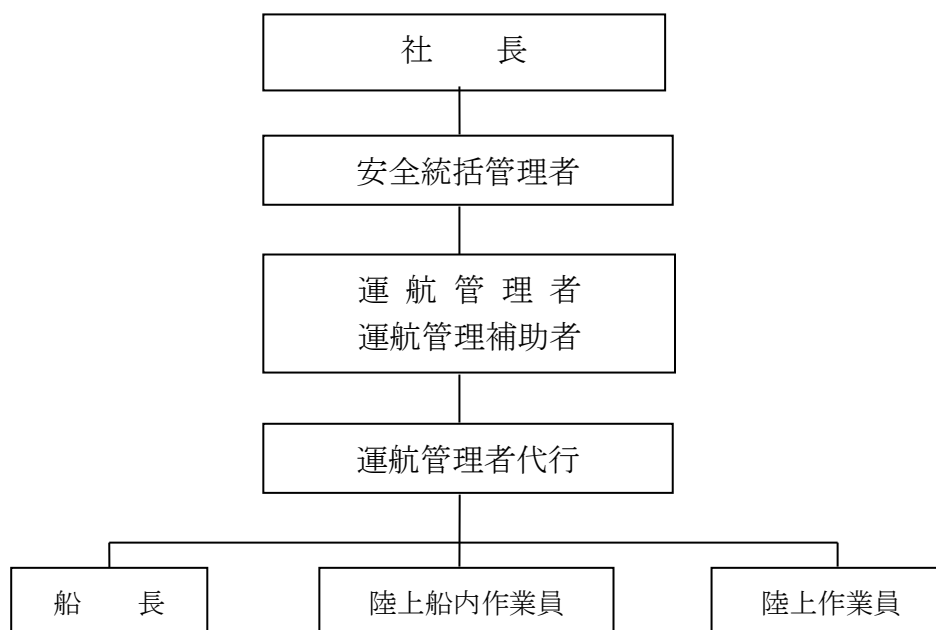 社　　長
安全統括管理者
運 航 管 理 者
運航管理補助者
運航管理者代行
船　　長
陸上船内作業員
陸上作業員